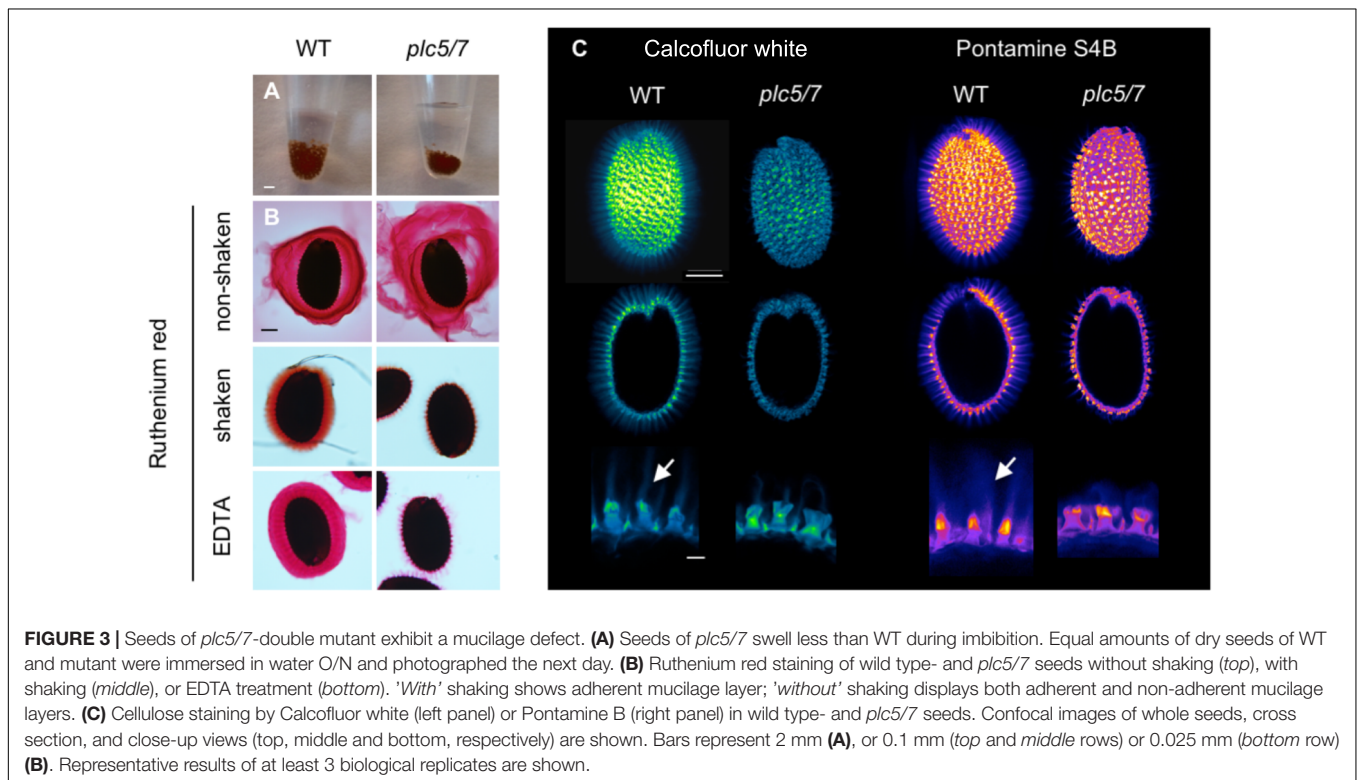 WT plc5/7
A
Ruthenium red
non-shaken
B
shaken
EDTA
C Calcofluor white Pontamine S4B
WT plc5/7 WT plc5/7
FIGURE 3 | Seeds of plc5/7-double mutant exhibit a mucilage defect. (A) Seeds of plc5/7 swell less than WT during imbibition. Equal amounts of dry seeds of WT
and mutant were immersed in water O/N and photographed the next day. (B) Ruthenium red staining of wild type- and plc5/7 seeds without shaking (top), with
shaking (middle), or EDTA treatment (bottom). 'With' shaking shows adherent mucilage layer; 'without' shaking displays both adherent and non-adherent mucilage
layers. (C) Cellulose staining by Calcofluor white (left panel) or Pontamine B (right panel) in wild type- and plc5/7 seeds. Confocal images of whole seeds, cross
section, and close-up views (top, middle and bottom, respectively) are shown. Bars represent 2 mm (A), or 0.1 mm (top and middle rows) or 0.025 mm (bottom row)
(B). Representative results of at least 3 biological replicates are shown.